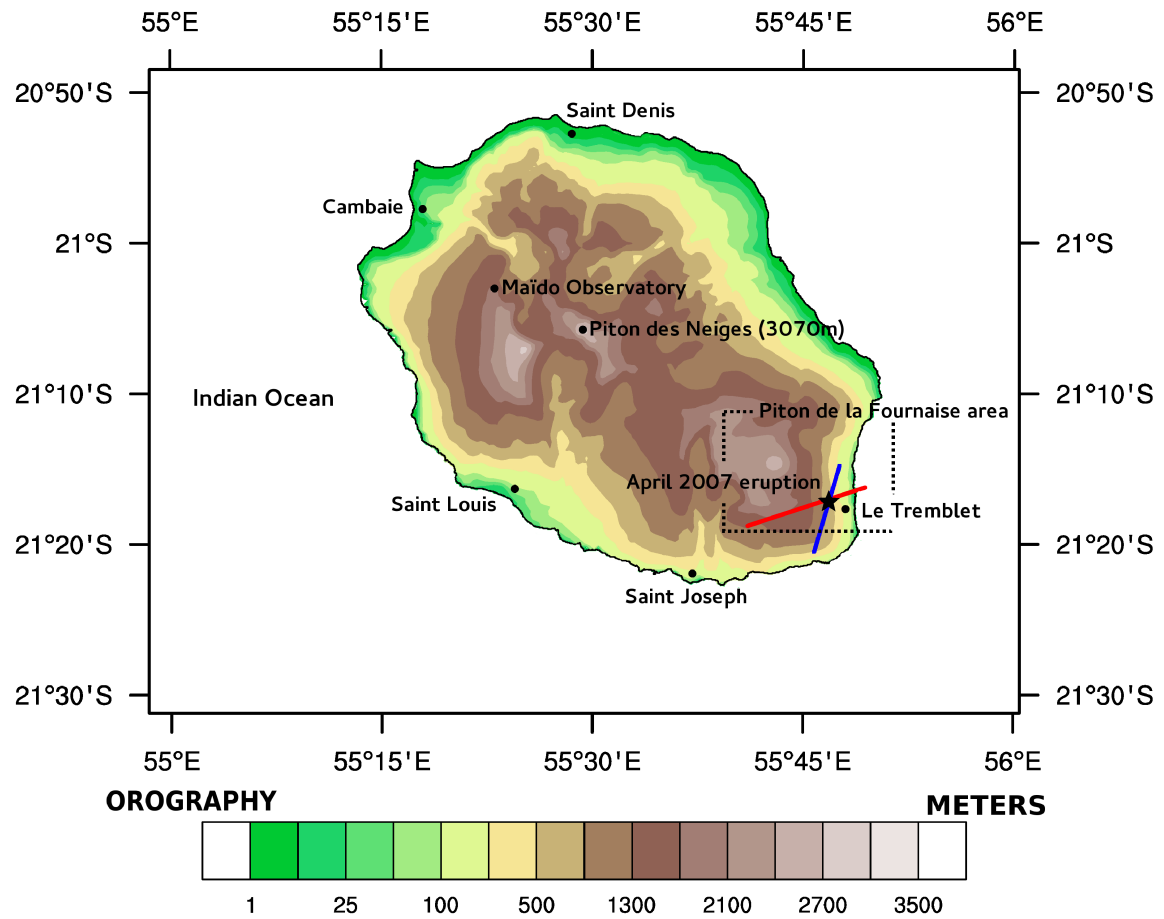 55°E 55°15'E 55°30'E 55°45'E 56°E
20°50'S 20°50'S
Saint Denis
Cambaie
21°S 21°S
Maïdo Observatory
Piton des Neiges (3070m)
Indian Ocean
21°10'S 21°10'S
Piton de la Fournaise area
April 2007 eruption
Saint Louis
Le Tremblet
21°20'S 21°20'S
Saint Joseph
21°30'S 21°30'S
55°E 55°15'E 55°30'E 55°45'E 56°E
OROGRAPHY METERS
1 25 100 500 1300 2100 2700 3500